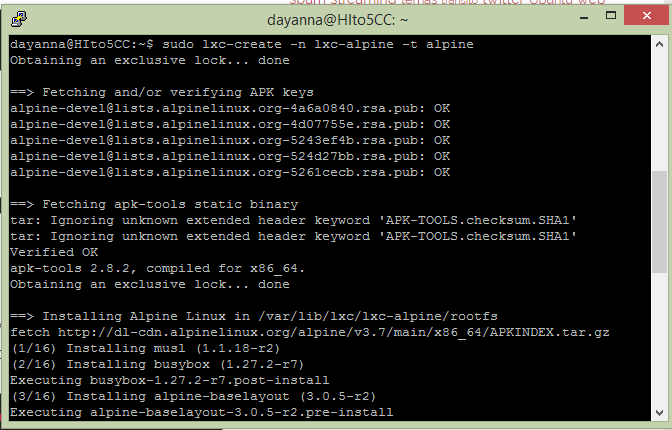 spam streaming temas transito twitter Ubuntu web
dayanna@HIto5CC: ~
dayanna@HIto5CC:~$ sudo lxc-create -n lxc-alpine -t alpine
Obtaining an exclusive lock... done
==> Fetching and/or verifying APK keys
alpine-devel@lists.alpinelinux.org-4a6a0840.rsa.pub: OK
alpine-devel@lists.alpinelinux.org-4d07755e.rsa.pub: OK
alpine-devel@lists.alpinelinux.org-5243ef4b.rsa.pub: OK
alpine-devel@lists.alpinelinux.org-524d27bb.rsa.pub: OK
alpine-devel@lists.alpinelinux.org-5261cecb.rsa.pub: OK
==> Fetching apk-tools static binary
tar: Ignoring unknown extended header keyword 'APK-TOOLS.checksum.SHA1'
tar: Ignoring unknown extended header keyword 'APK-TOOLS.checksum.SHA1'
Verified OK
apk-tools 2.8.2, compiled for x86_64.
Obtaining an exclusive lock... done
==> Installing Alpine Linux in /var/lib/lxc/lxc-alpine/rootfs
fetch http://dl-cdn.alpinelinux.org/alpine/v3.7/main/x86_64/APKINDEX.tar.gz
(1/16) Installing musl (1.1.18-r2)
(2/16) Installing busybox (1.27.2-r7)
Executing busybox-1.27.2-r7.post-install
(3/16) Installing alpine-baselayout (3.0.5-r2)
Executing alpine-baselayout-3.0.5-r2.pre-install